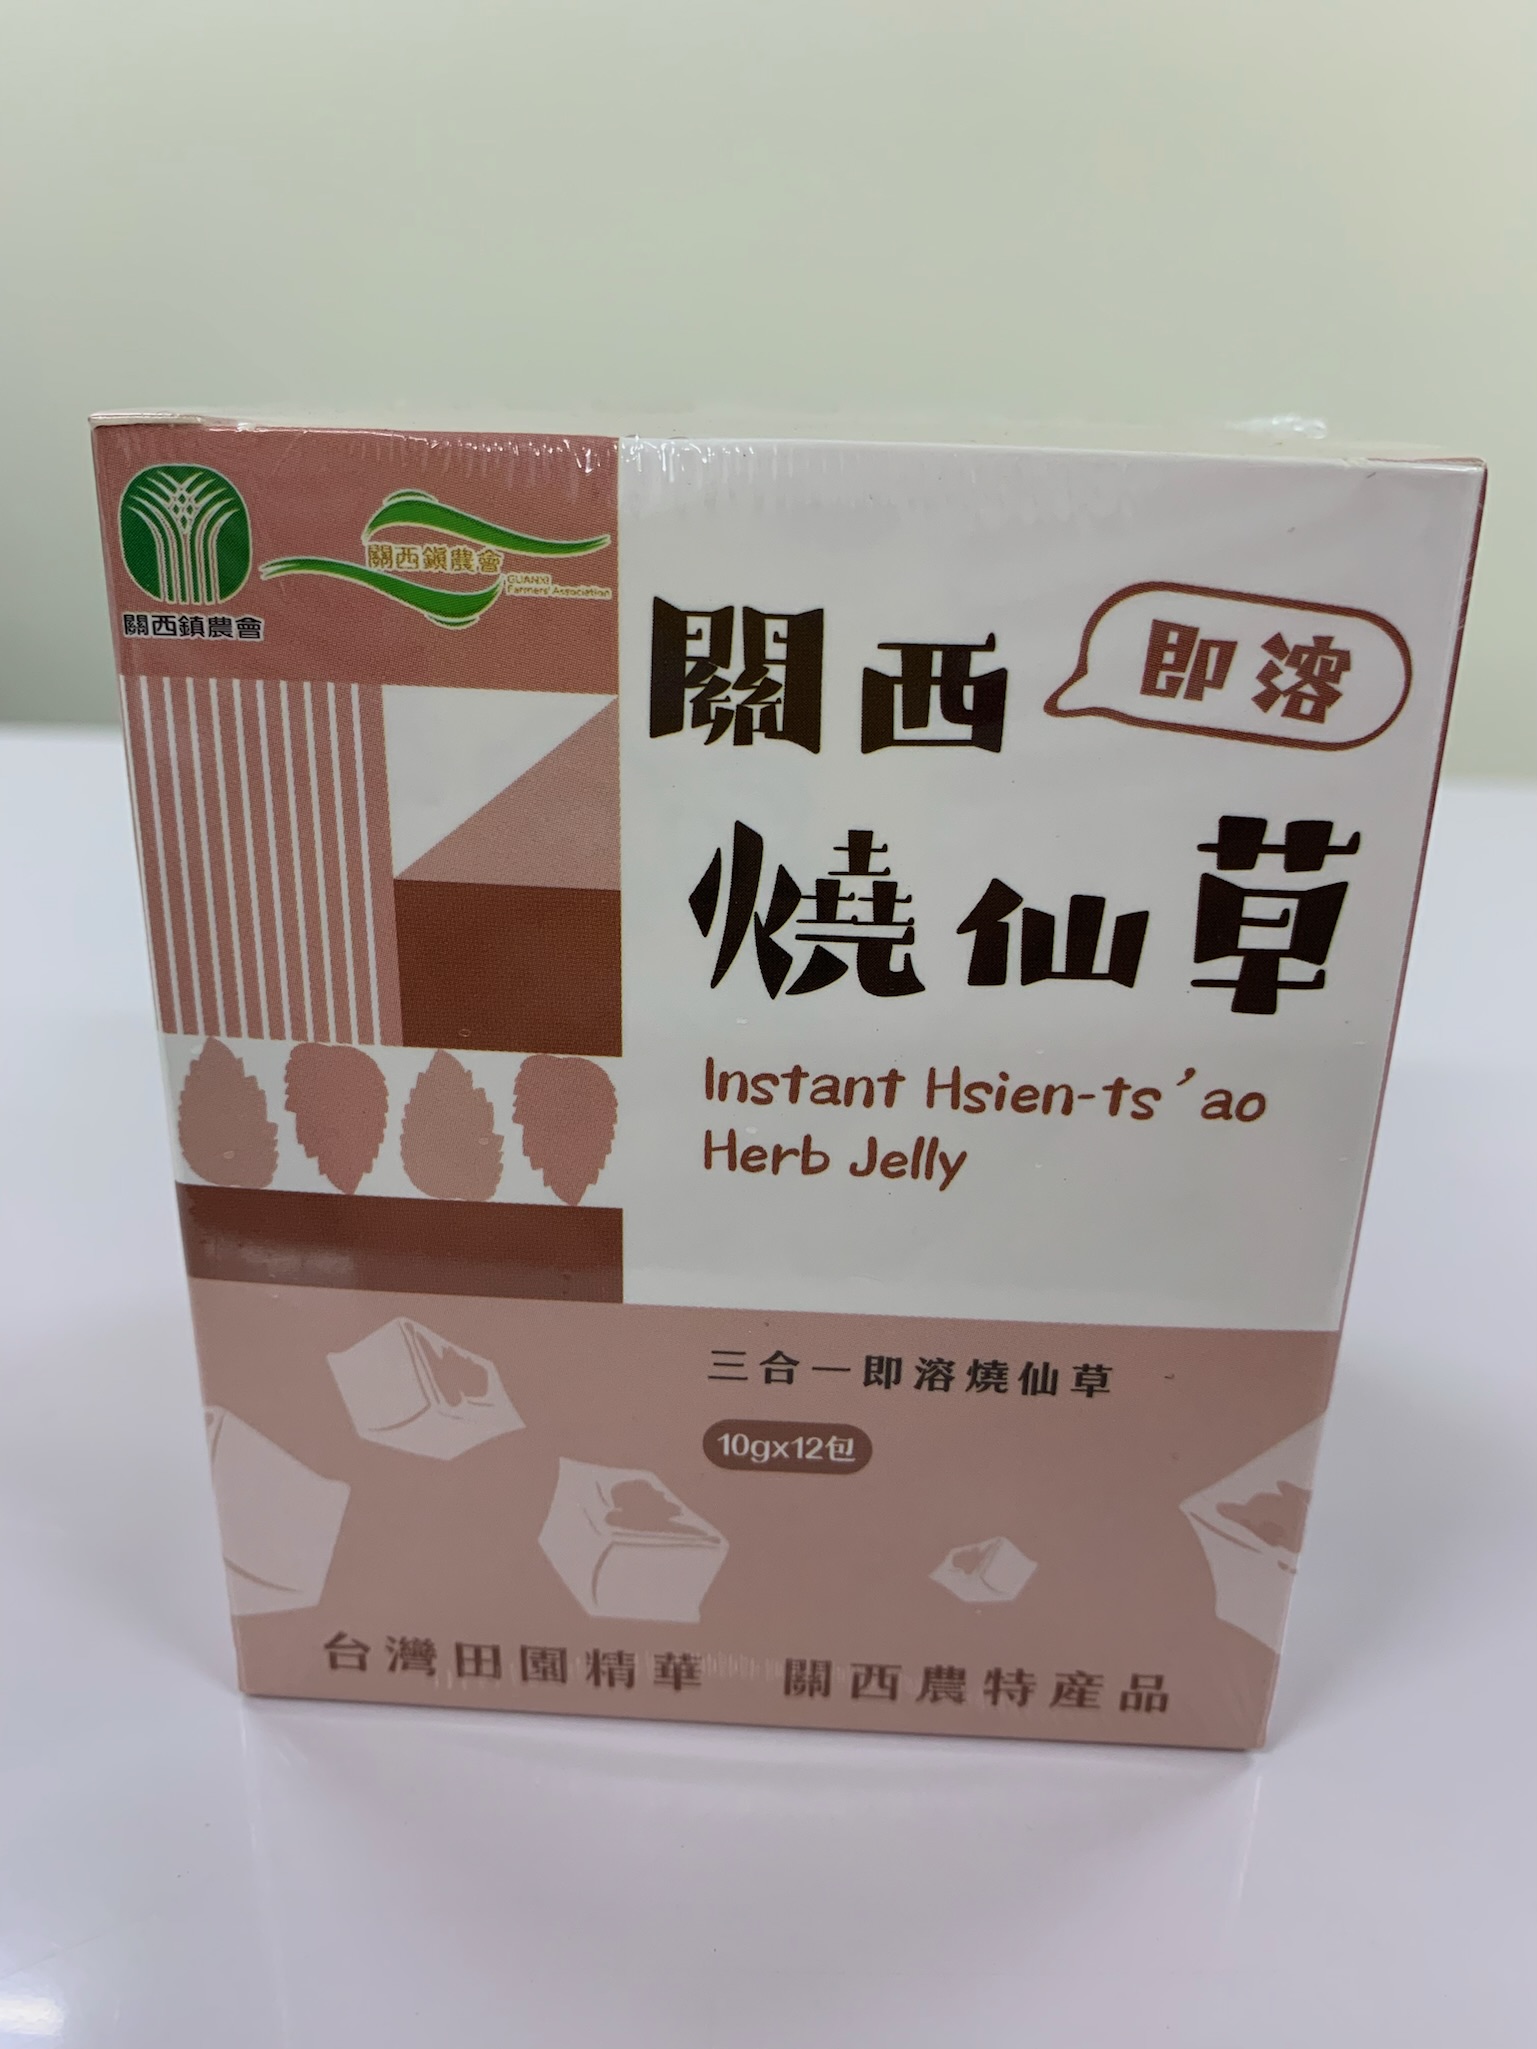 關西鎮農會
關西鎮農會
GUANXI
Farmers' Association
關西
即溶
燒仙草
Instant Hsien-ts'ao
Herb Jelly
三合一即溶燒仙草
10gx12包
台灣田園精華 關西農特産品